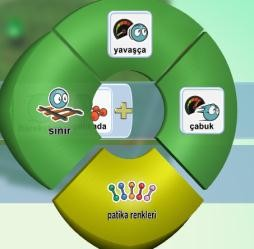 yavaşça
sınır
çabuk
patika renkleri